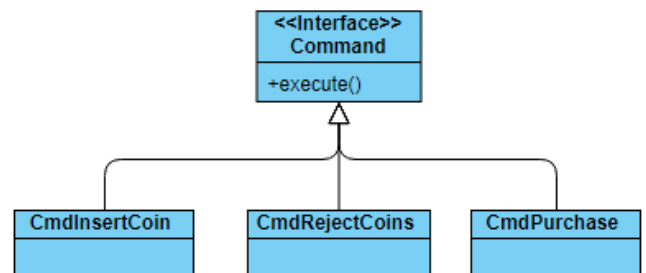 <<Interface>>
Command
+execute()
CmdInsertCoin
CmdRejectCoins
CmdPurchase